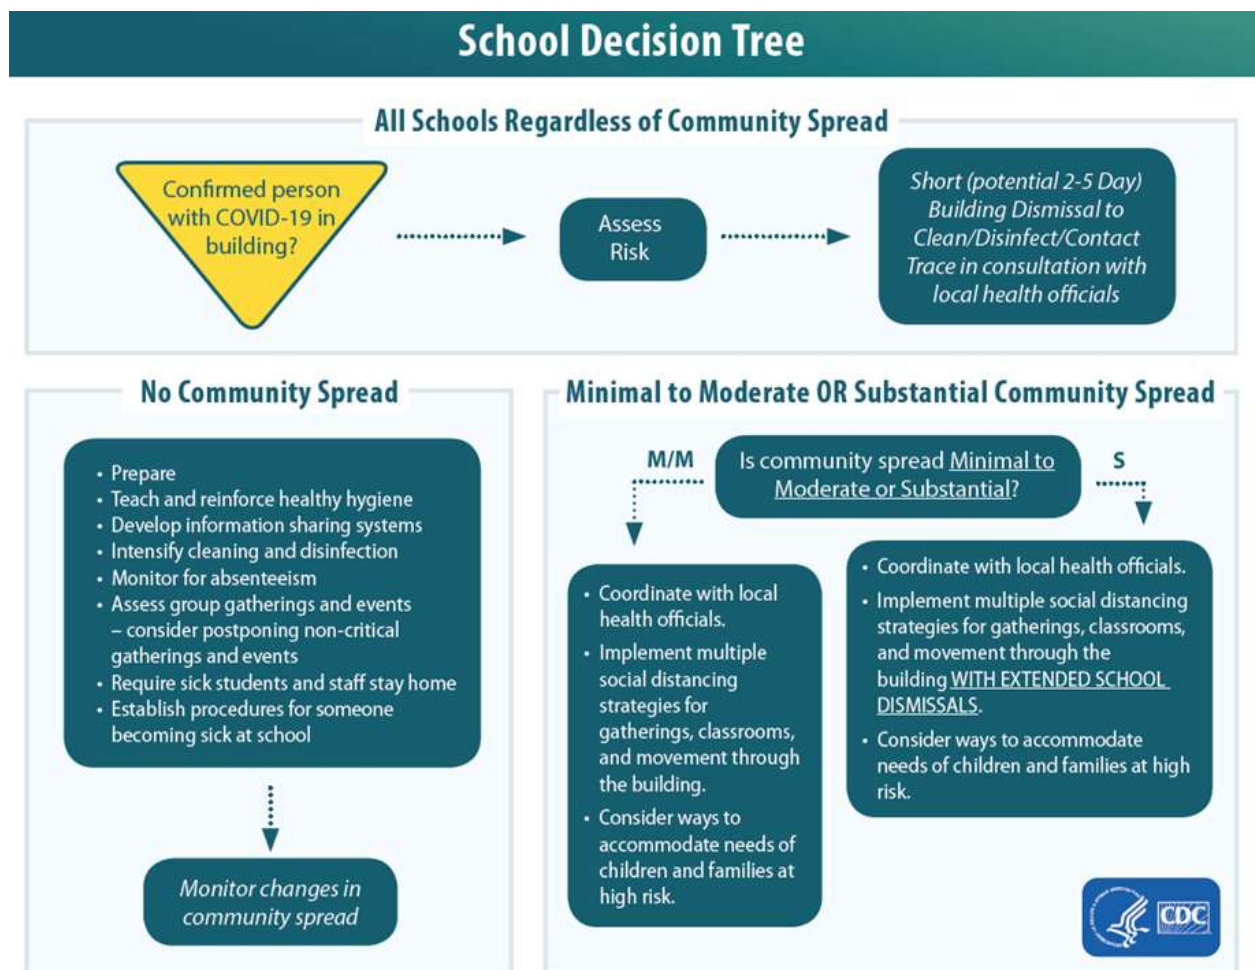 School Decision Tree
All Schools Regardless of Community Spread
Confirmed person
with COVID-19 in
building?
Assess
Risk
Short (potential 2-5 Day)
Building Dismissal to
Clean/Disinfect/Contact
Trace in consultation with
local health officials
No Community Spread
• Prepare
• Teach and reinforce healthy hygiene
• Develop information sharing systems
• Intensify cleaning and disinfection
• Monitor for absenteeism
• Assess group gatherings and events
– consider postponing non-critical
gatherings and events
• Require sick students and staff stay home
• Establish procedures for someone
becoming sick at school
Monitor changes in
community spread
Minimal to Moderate OR Substantial Community Spread
Is community spread Minimal to
Moderate or Substantial?
M/M
• Coordinate with local
health officials.
• Implement multiple
social distancing
strategies for
gatherings, classrooms,
and movement through
the building.
• Consider ways to
accommodate needs of
children and families at
high risk.
S
• Coordinate with local health officials.
• Implement multiple social distancing
strategies for gatherings, classrooms,
and movement through the
building WITH EXTENDED SCHOOL
DISMISSALS.
• Consider ways to accommodate
needs of children and families at high
risk.
CDC